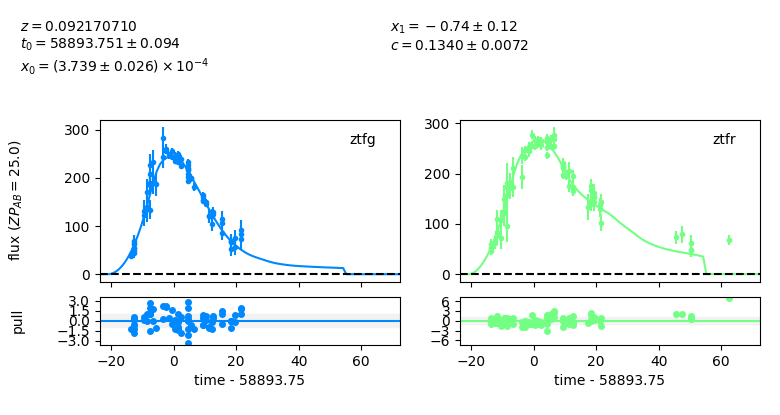 z = 0.092170710
t₀ = 58893.751 ± 0.094
x₀ = (3.739 ± 0.026) × 10⁻⁴
x₁ = −0.74 ± 0.12
c = 0.1340 ± 0.0072
flux (ZP_AB = 25.0)
300
200
100
0
ztfg
300
200
100
0
ztfr
pull
3.0
1.5
0.0
−1.5
−3.0
−20 0 20 40 60
time - 58893.75
6
3
0
−3
−6
−20 0 20 40 60
time - 58893.75